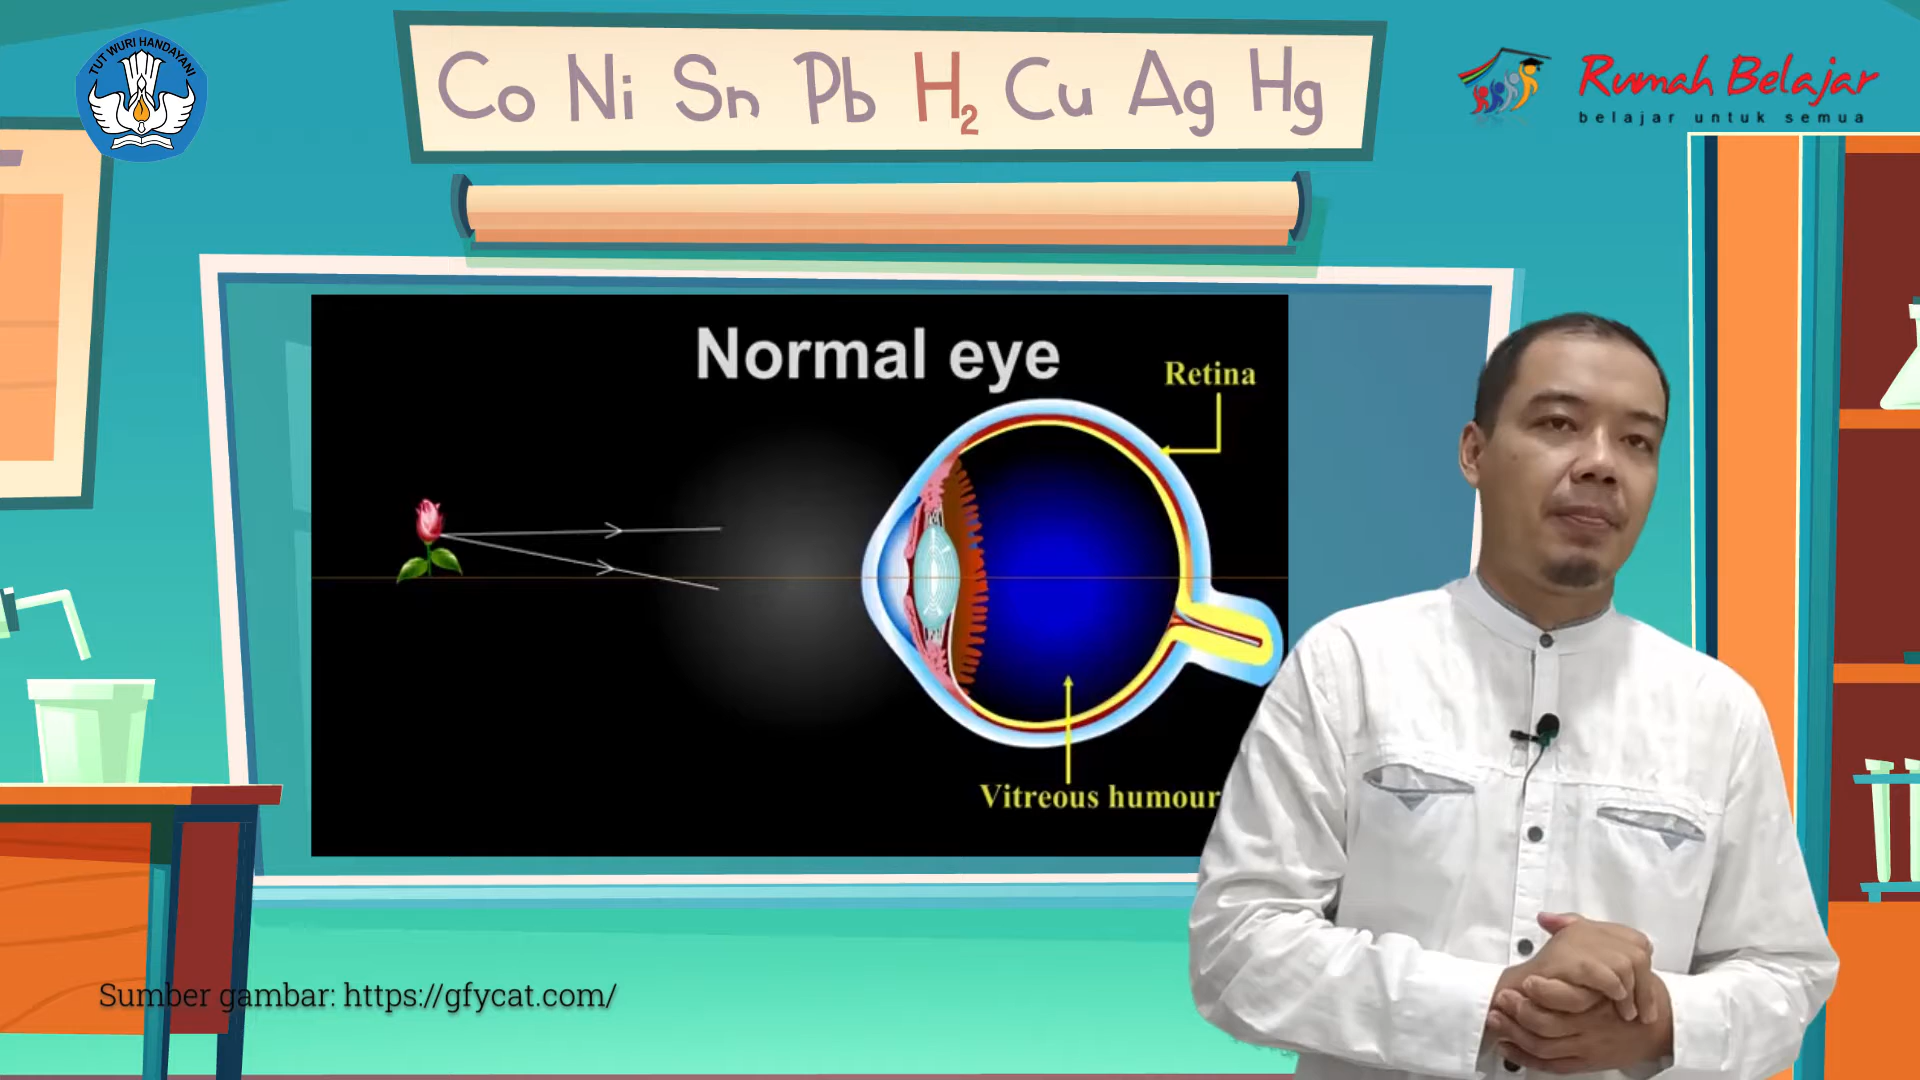 TUT WURI HANDAYANI
Co Ni Sn Pb H₂ Cu Ag Hg
Rumah Belajar
belajar untuk semua
Normal eye
Retina
Vitreous humour
Sumber gambar: https://gfycat.com/